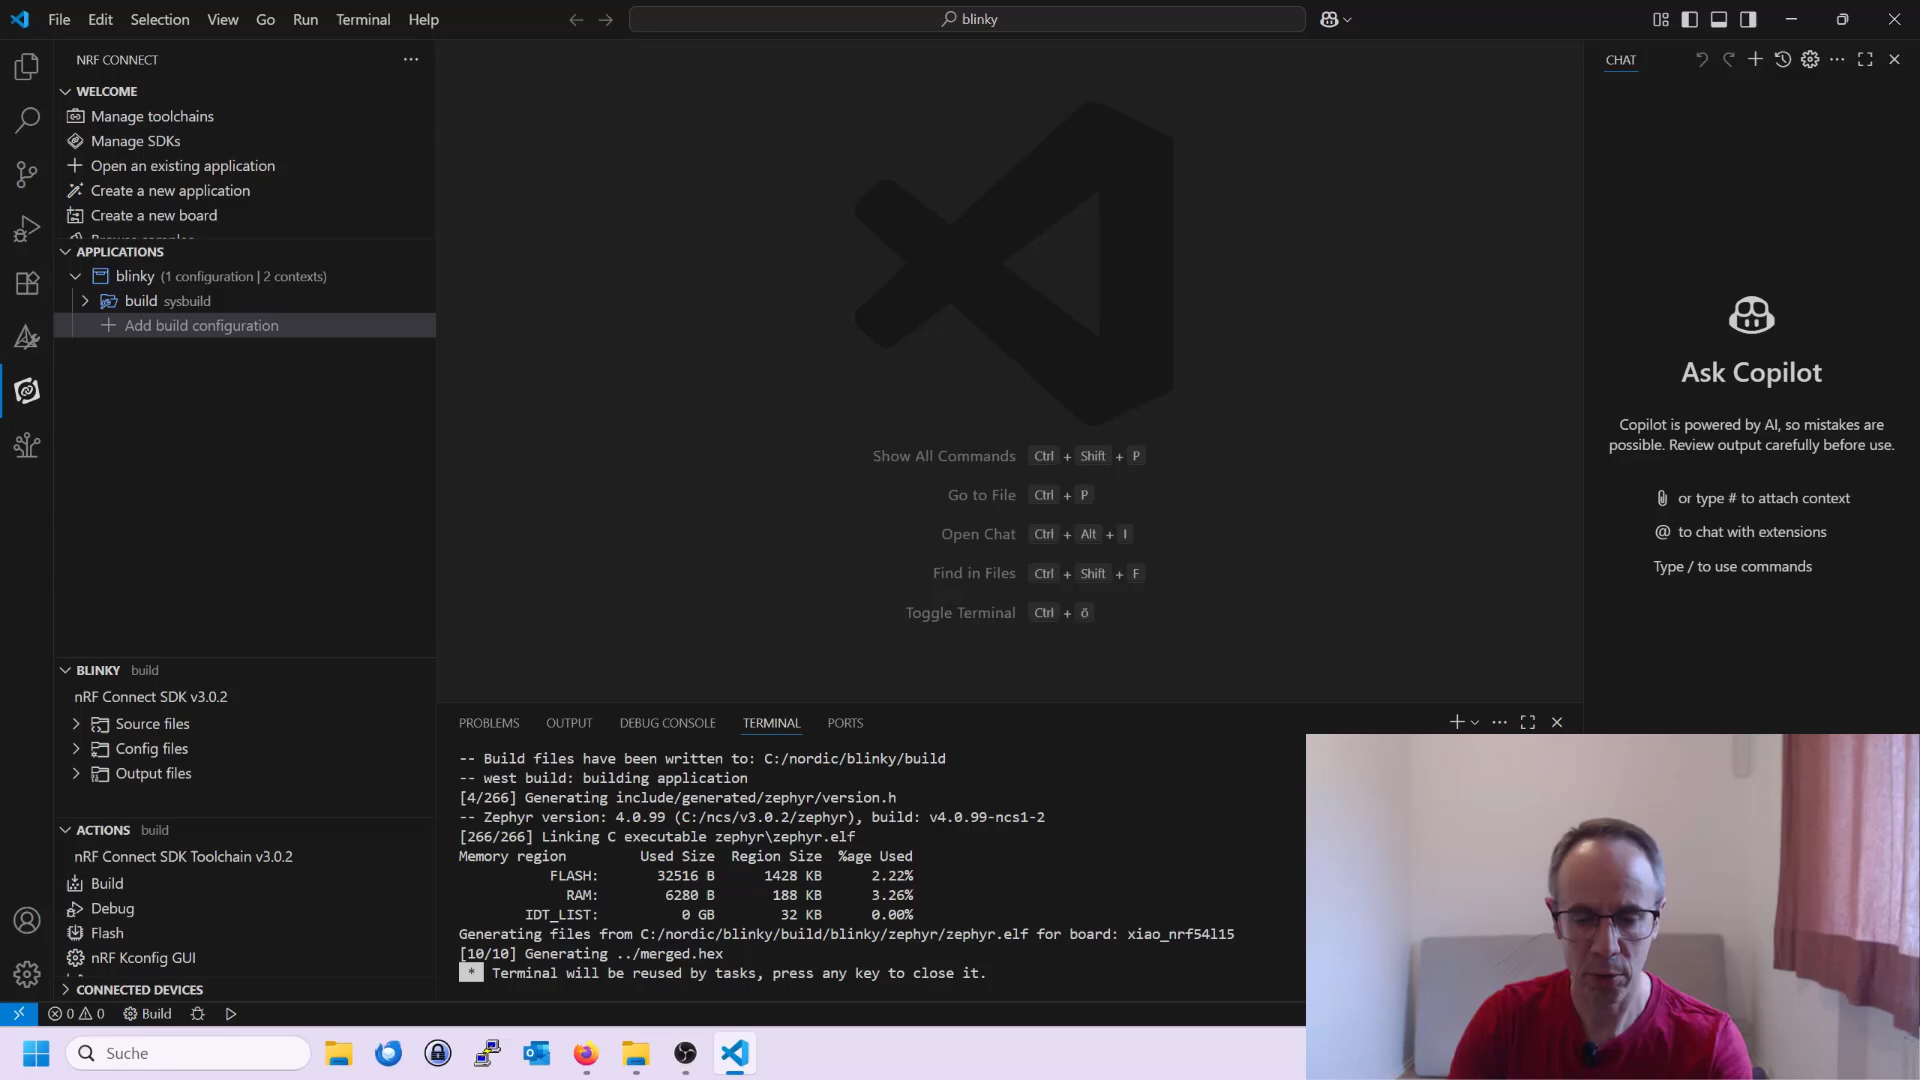 File Edit Selection View Go Run Terminal Help
blinky
NRF CONNECT
WELCOME
Manage toolchains
Manage SDKs
Open an existing application
Create a new application
Create a new board
APPLICATIONS
blinky (1 configuration | 2 contexts)
build sysbuild
Add build configuration
BLINKY build
nRF Connect SDK v3.0.2
Source files
Config files
Output files
ACTIONS build
nRF Connect SDK Toolchain v3.0.2
Build
Debug
Flash
nRF Kconfig GUI
CONNECTED DEVICES
Show All Commands Ctrl + Shift + P
Go to File Ctrl + P
Open Chat Ctrl + Alt + I
Find in Files Ctrl + Shift + F
Toggle Terminal Ctrl + ö
PROBLEMS OUTPUT DEBUG CONSOLE TERMINAL PORTS
-- Build files have been written to: C:/nordic/blinky/build
-- west build: building application
[4/266] Generating include/generated/zephyr/version.h
-- Zephyr version: 4.0.99 (C:/ncs/v3.0.2/zephyr), build: v4.0.99-ncs1-2
[266/266] Linking C executable zephyr\zephyr.elf
Memory region Used Size Region Size %age Used
FLASH: 32516 B 1428 KB 2.22%
RAM: 6280 B 188 KB 3.26%
IDT_LIST: 0 GB 32 KB 0.00%
Generating files from C:/nordic/blinky/build/blinky/zephyr/zephyr.elf for board: xiao_nrf54l15
[10/10] Generating ../merged.hex
* Terminal will be reused by tasks, press any key to close it.
CHAT
Ask Copilot
Copilot is powered by AI, so mistakes are
possible. Review output carefully before use.
or type # to attach context
@ to chat with extensions
Type / to use commands
0 0 Build
Suche